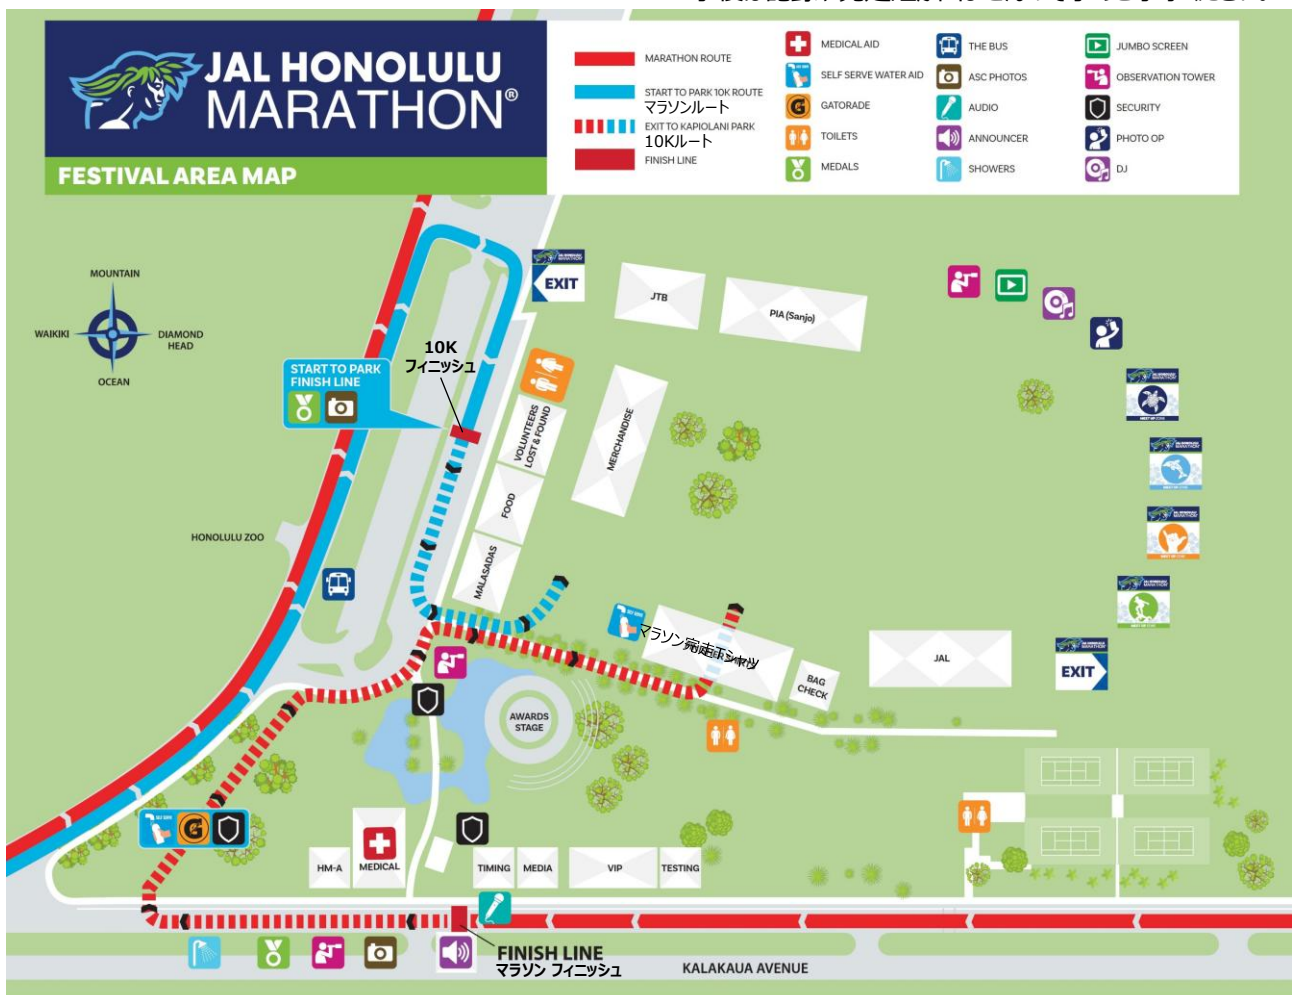 JAL HONOLULU
MARATHON®
FESTIVAL AREA MAP
MARATHON ROUTE
START TO PARK 10K ROUTE
マラソンルート
EXIT TO KAPIOLANI PARK
10Kルート
FINISH LINE
MEDICAL AID
SELF SERVE WATER AID
GATORADE
TOILETS
MEDALS
THE BUS
ASC PHOTOS
AUDIO
ANNOUNCER
SHOWERS
JUMBO SCREEN
OBSERVATION TOWER
SECURITY
PHOTO OP
DJ
MOUNTAIN
WAIKIKI
DIAMOND
HEAD
OCEAN
EXIT
JTB
PIA (Sanjo)
10K
フィニッシュ
START TO PARK
FINISH LINE
VOLUNTEERS
LOST & FOUND
MERCHANDISE
FOOD
HONOLULU ZOO
MALASADAS
マラソン完走Tシャツ
BAG
CHECK
JAL
EXIT
AWARDS
STAGE
HM-A
MEDICAL
TIMING
MEDIA
VIP
TESTING
FINISH LINE
マラソン フィニッシュ
KALAKAUA AVENUE